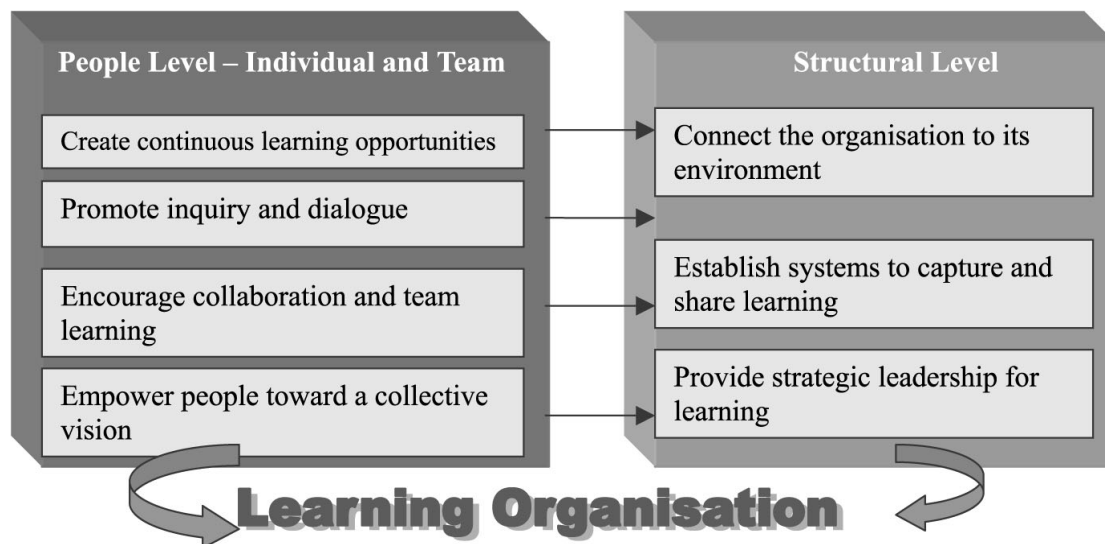 People Level – Individual and Team
Create continuous learning opportunities
Promote inquiry and dialogue
Encourage collaboration and team
learning
Empower people toward a collective
vision
Structural Level
Connect the organisation to its
environment
Establish systems to capture and
share learning
Provide strategic leadership for
learning
Learning Organisation